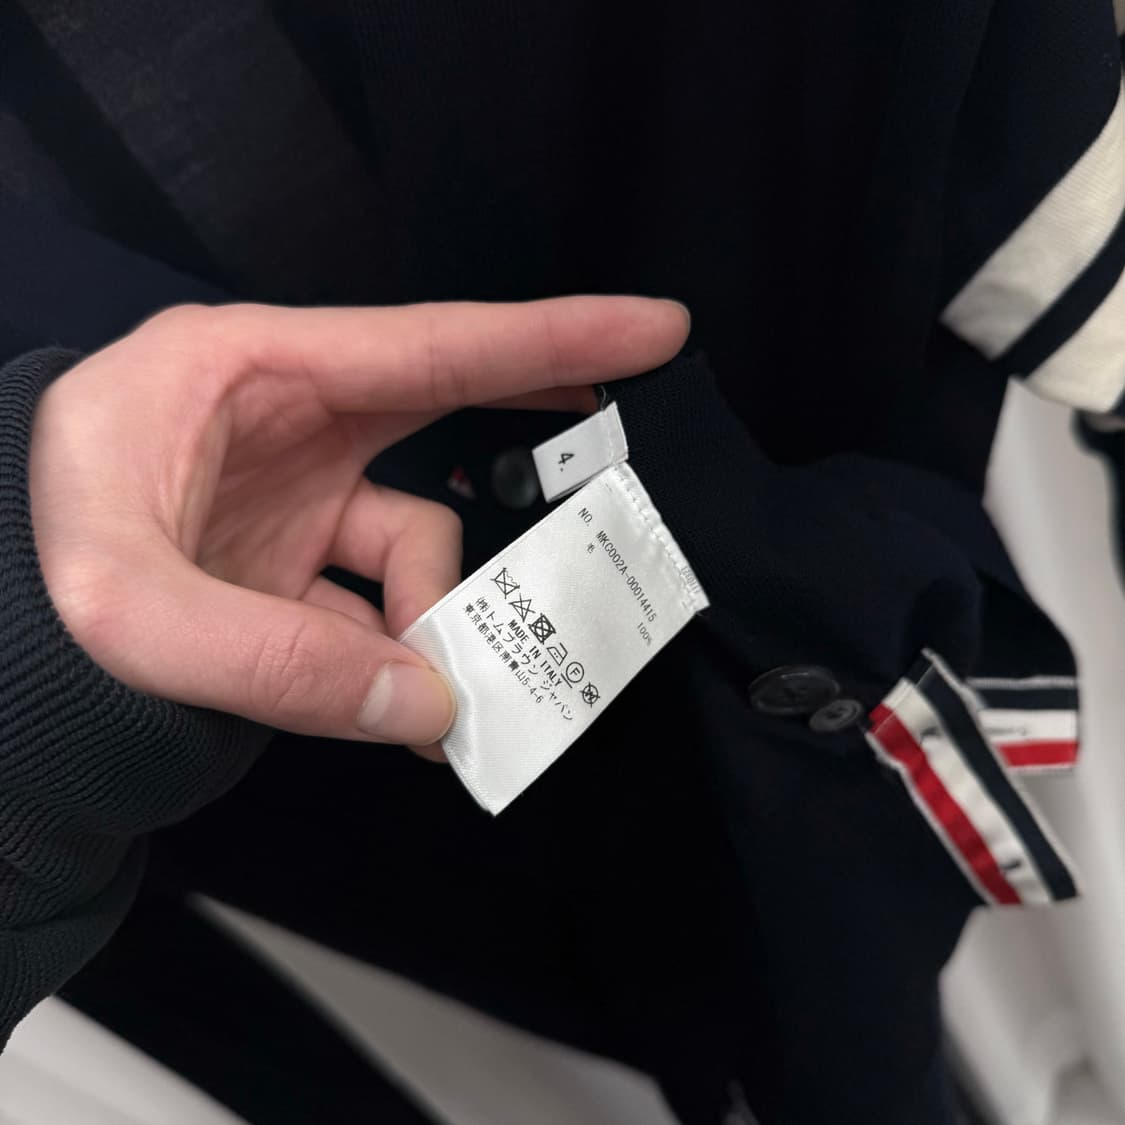 4.
NO. MKC002A-00014415
毛 100%
F
MADE IN ITALY
(株)トムブラウン ジャパン
東京都港区南青山5-4-6